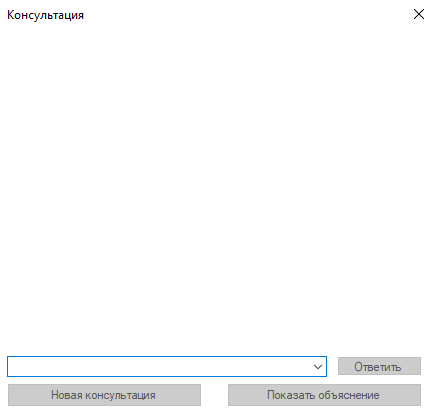 Консультация
Ответить
Новая консультация
Показать объяснение